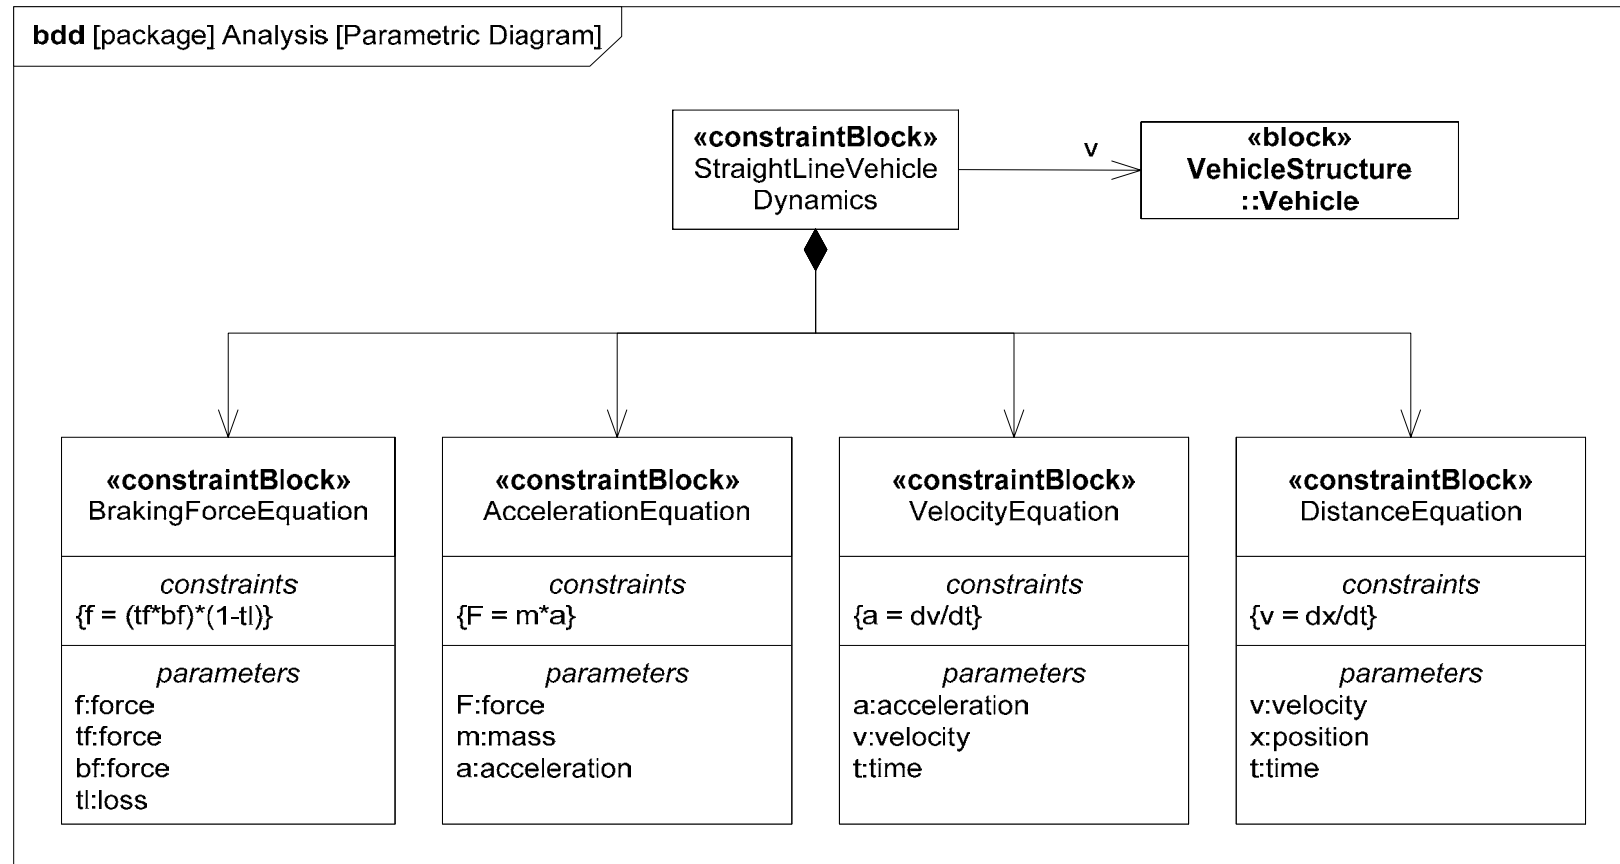 bdd [package] Analysis [Parametric Diagram]
«constraintBlock»
StraightLineVehicle
Dynamics
v
«block»
VehicleStructure
::Vehicle
«constraintBlock»
BrakingForceEquation
constraints
{f = (tf*bf)*(1-tl)}
parameters
f:force
tf:force
bf:force
tl:loss
«constraintBlock»
AccelerationEquation
constraints
{F = m*a}
parameters
F:force
m:mass
a:acceleration
«constraintBlock»
VelocityEquation
constraints
{a = dv/dt}
parameters
a:acceleration
v:velocity
t:time
«constraintBlock»
DistanceEquation
constraints
{v = dx/dt}
parameters
v:velocity
x:position
t:time